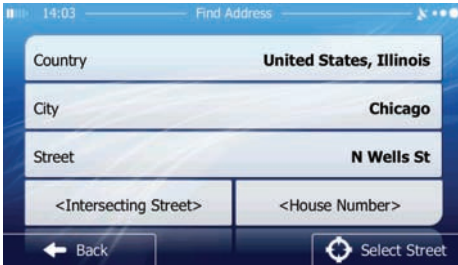 14:03 Find Address
Country United States, Illinois
City Chicago
Street N Wells St
<Intersecting Street> <House Number>
Back Select Street